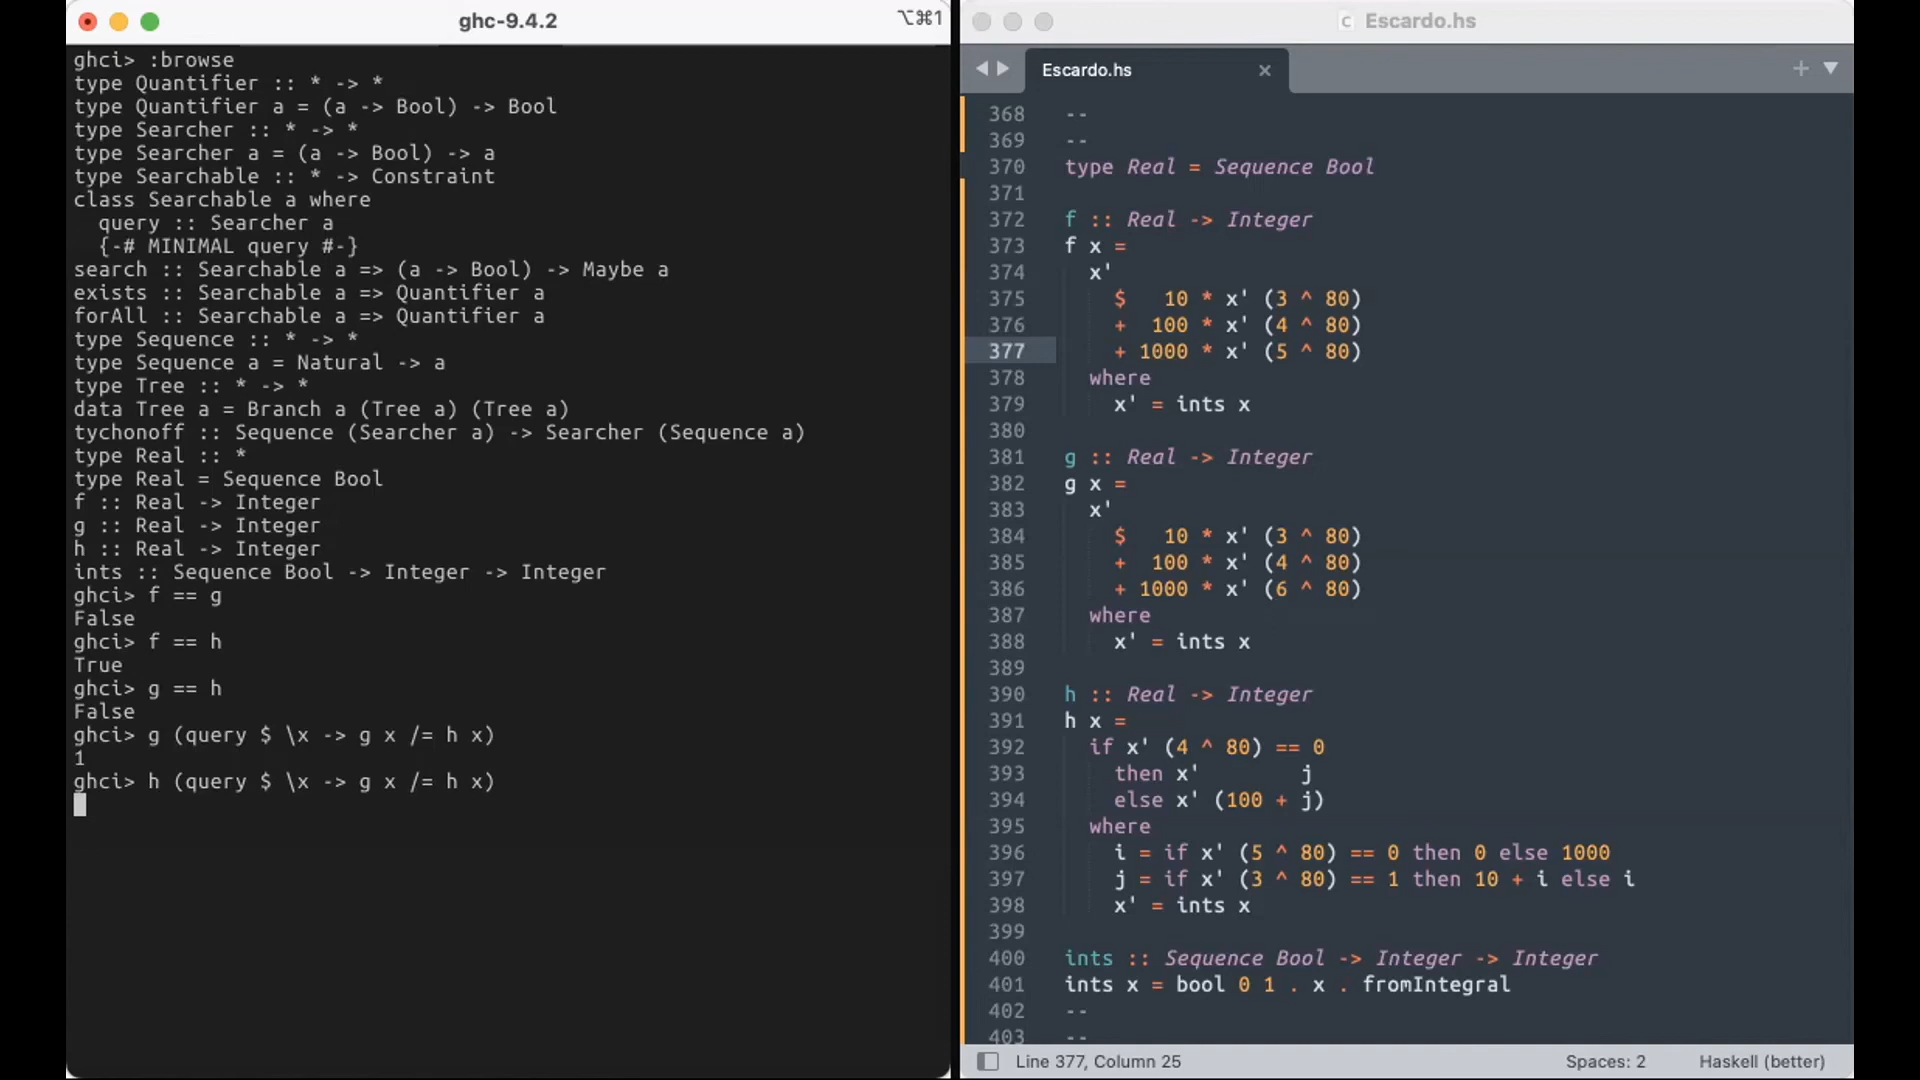 ghc-9.4.2
⌥⌘1
ghci> :browse
type Quantifier :: * -> *
type Quantifier a = (a -> Bool) -> Bool
type Searcher :: * -> *
type Searcher a = (a -> Bool) -> a
type Searchable :: * -> Constraint
class Searchable a where
  query :: Searcher a
  {-# MINIMAL query #-}
search :: Searchable a => (a -> Bool) -> Maybe a
exists :: Searchable a => Quantifier a
forAll :: Searchable a => Quantifier a
type Sequence :: * -> *
type Sequence a = Natural -> a
type Tree :: * -> *
data Tree a = Branch a (Tree a) (Tree a)
tychonoff :: Sequence (Searcher a) -> Searcher (Sequence a)
type Real :: *
type Real = Sequence Bool
f :: Real -> Integer
g :: Real -> Integer
h :: Real -> Integer
ints :: Sequence Bool -> Integer -> Integer
ghci> f == g
False
ghci> f == h
True
ghci> g == h
False
ghci> g (query $ \x -> g x /= h x)
1
ghci> h (query $ \x -> g x /= h x)
Escardo.hs
Escardo.hs
368 --
369 --
370 type Real = Sequence Bool
371
372 f :: Real -> Integer
373 f x =
374   x'
375     $   10 * x' (3 ^ 80)
376     +  100 * x' (4 ^ 80)
377     + 1000 * x' (5 ^ 80)
378   where
379     x' = ints x
380
381 g :: Real -> Integer
382 g x =
383   x'
384     $   10 * x' (3 ^ 80)
385     +  100 * x' (4 ^ 80)
386     + 1000 * x' (6 ^ 80)
387   where
388     x' = ints x
389
390 h :: Real -> Integer
391 h x =
392   if x' (4 ^ 80) == 0
393     then x'         j
394     else x' (100 + j)
395   where
396     i = if x' (5 ^ 80) == 0 then 0 else 1000
397     j = if x' (3 ^ 80) == 1 then 10 + i else i
398     x' = ints x
399
400 ints :: Sequence Bool -> Integer -> Integer
401 ints x = bool 0 1 . x . fromIntegral
402 --
403 --
Line 377, Column 25
Spaces: 2
Haskell (better)